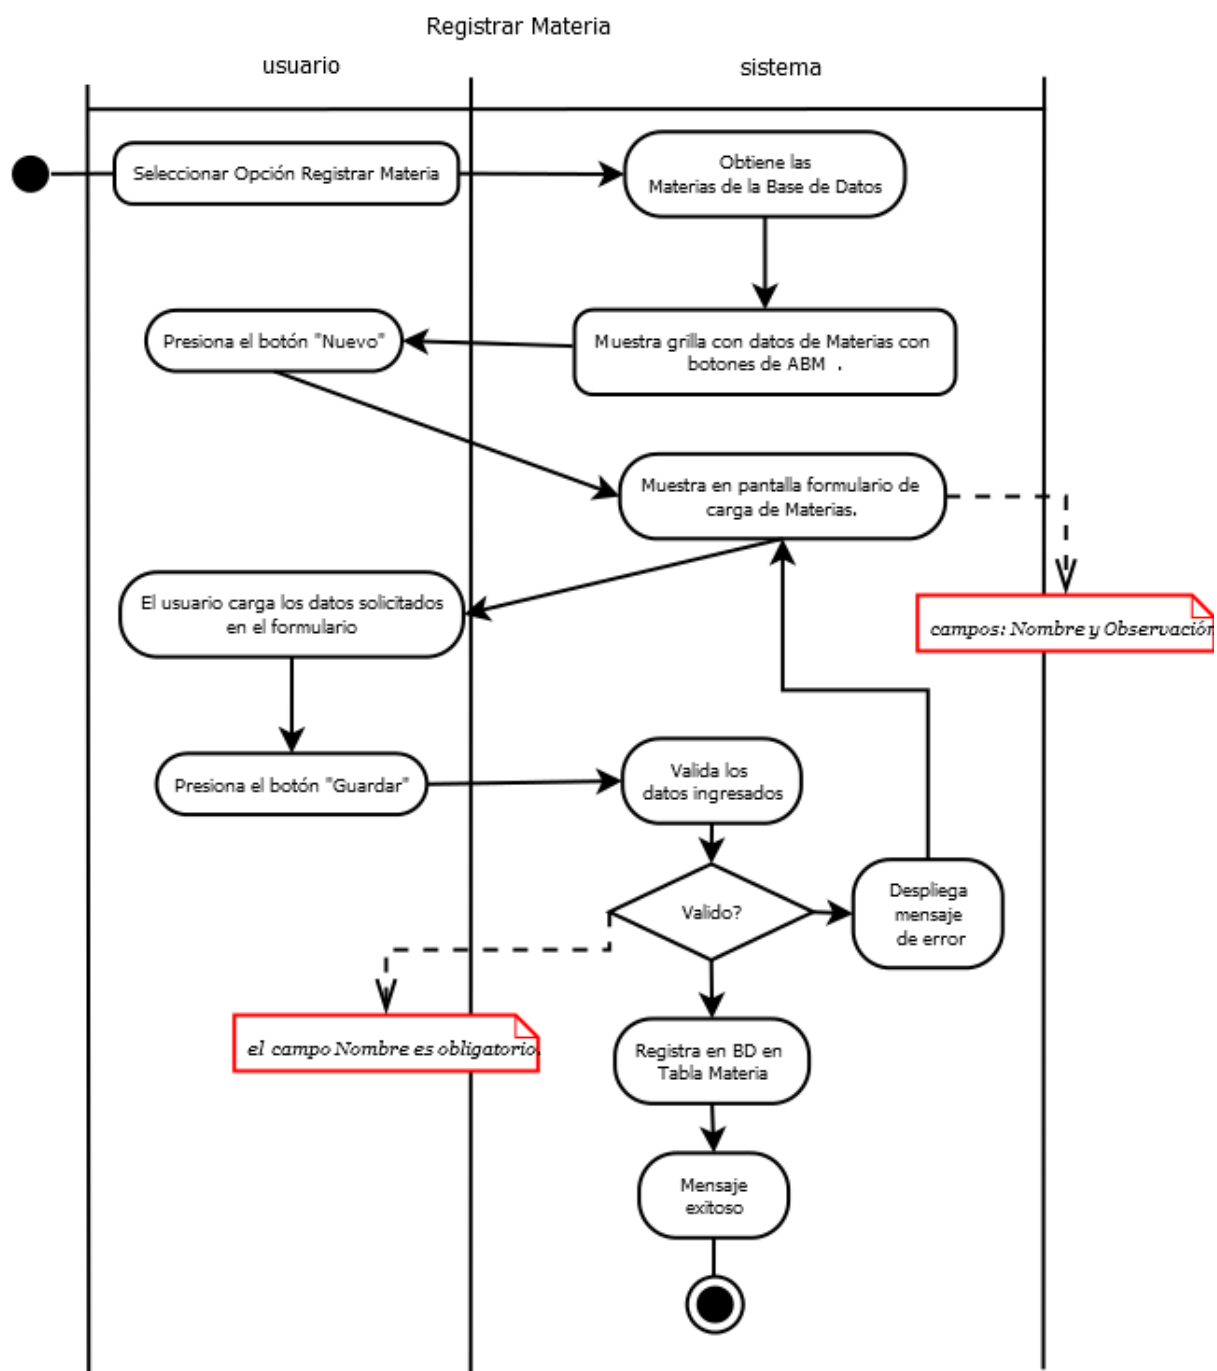 Registrar Materia
usuario
sistema
Seleccionar Opción Registrar Materia
Obtiene las
Materias de la Base de Datos
Presiona el botón "Nuevo"
Muestra grilla con datos de Materias con
botones de ABM .
Muestra en pantalla formulario de
carga de Materias.
El usuario carga los datos solicitados
en el formulario
campos: Nombre y Observación
Presiona el botón "Guardar"
Valida los
datos ingresados
Valido?
Despliega
mensaje
de error
el campo Nombre es obligatorio.
Registra en BD en
Tabla Materia
Mensaje
exitoso